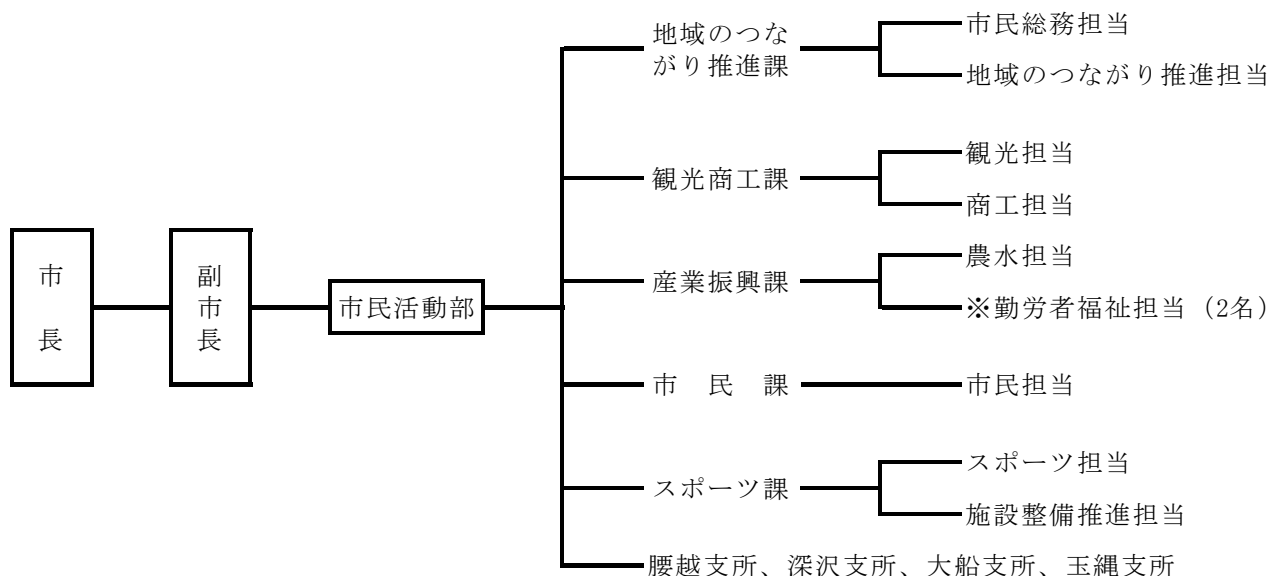 市長
副市長
市民活動部
地域のつな
がり推進課
市民総務担当
地域のつながり推進担当
観光商工課
観光担当
商工担当
産業振興課
農水担当
※勤労者福祉担当（2名）
市　民　課
市民担当
スポーツ課
スポーツ担当
施設整備推進担当
腰越支所、深沢支所、大船支所、玉縄支所